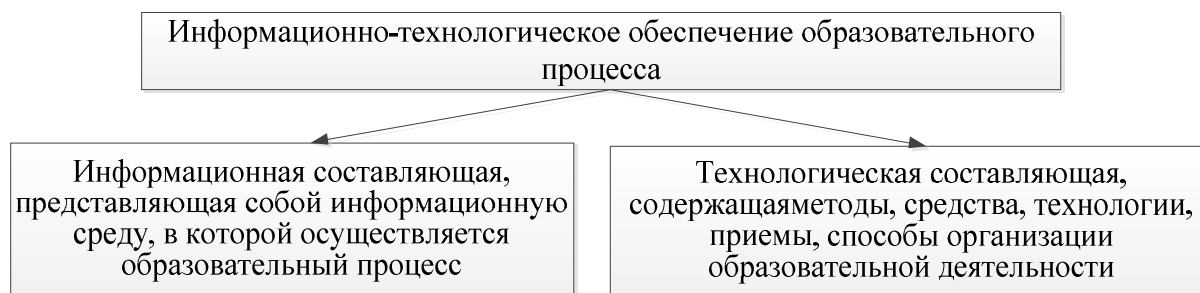 Информационно-технологическое обеспечение образовательного
процесса
Информационная составляющая,
представляющая собой информационную
среду, в которой осуществляется
образовательный процесс
Технологическая составляющая,
содержащаяметоды, средства, технологии,
приемы, способы организации
образовательной деятельности